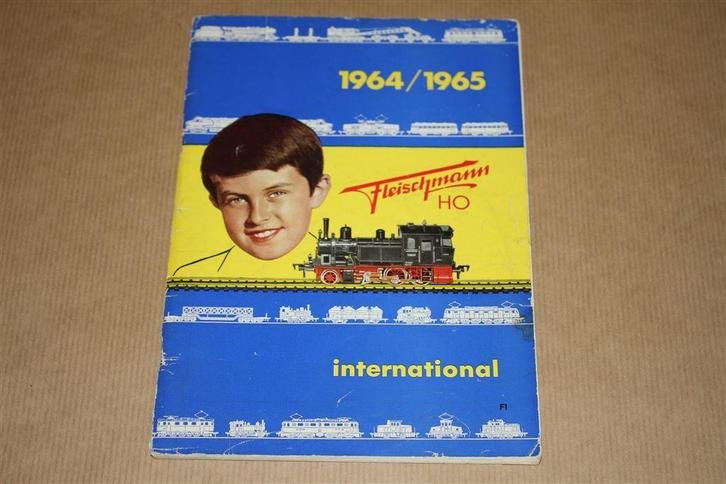 1964/1965
Fleischmann
HO
international
FI